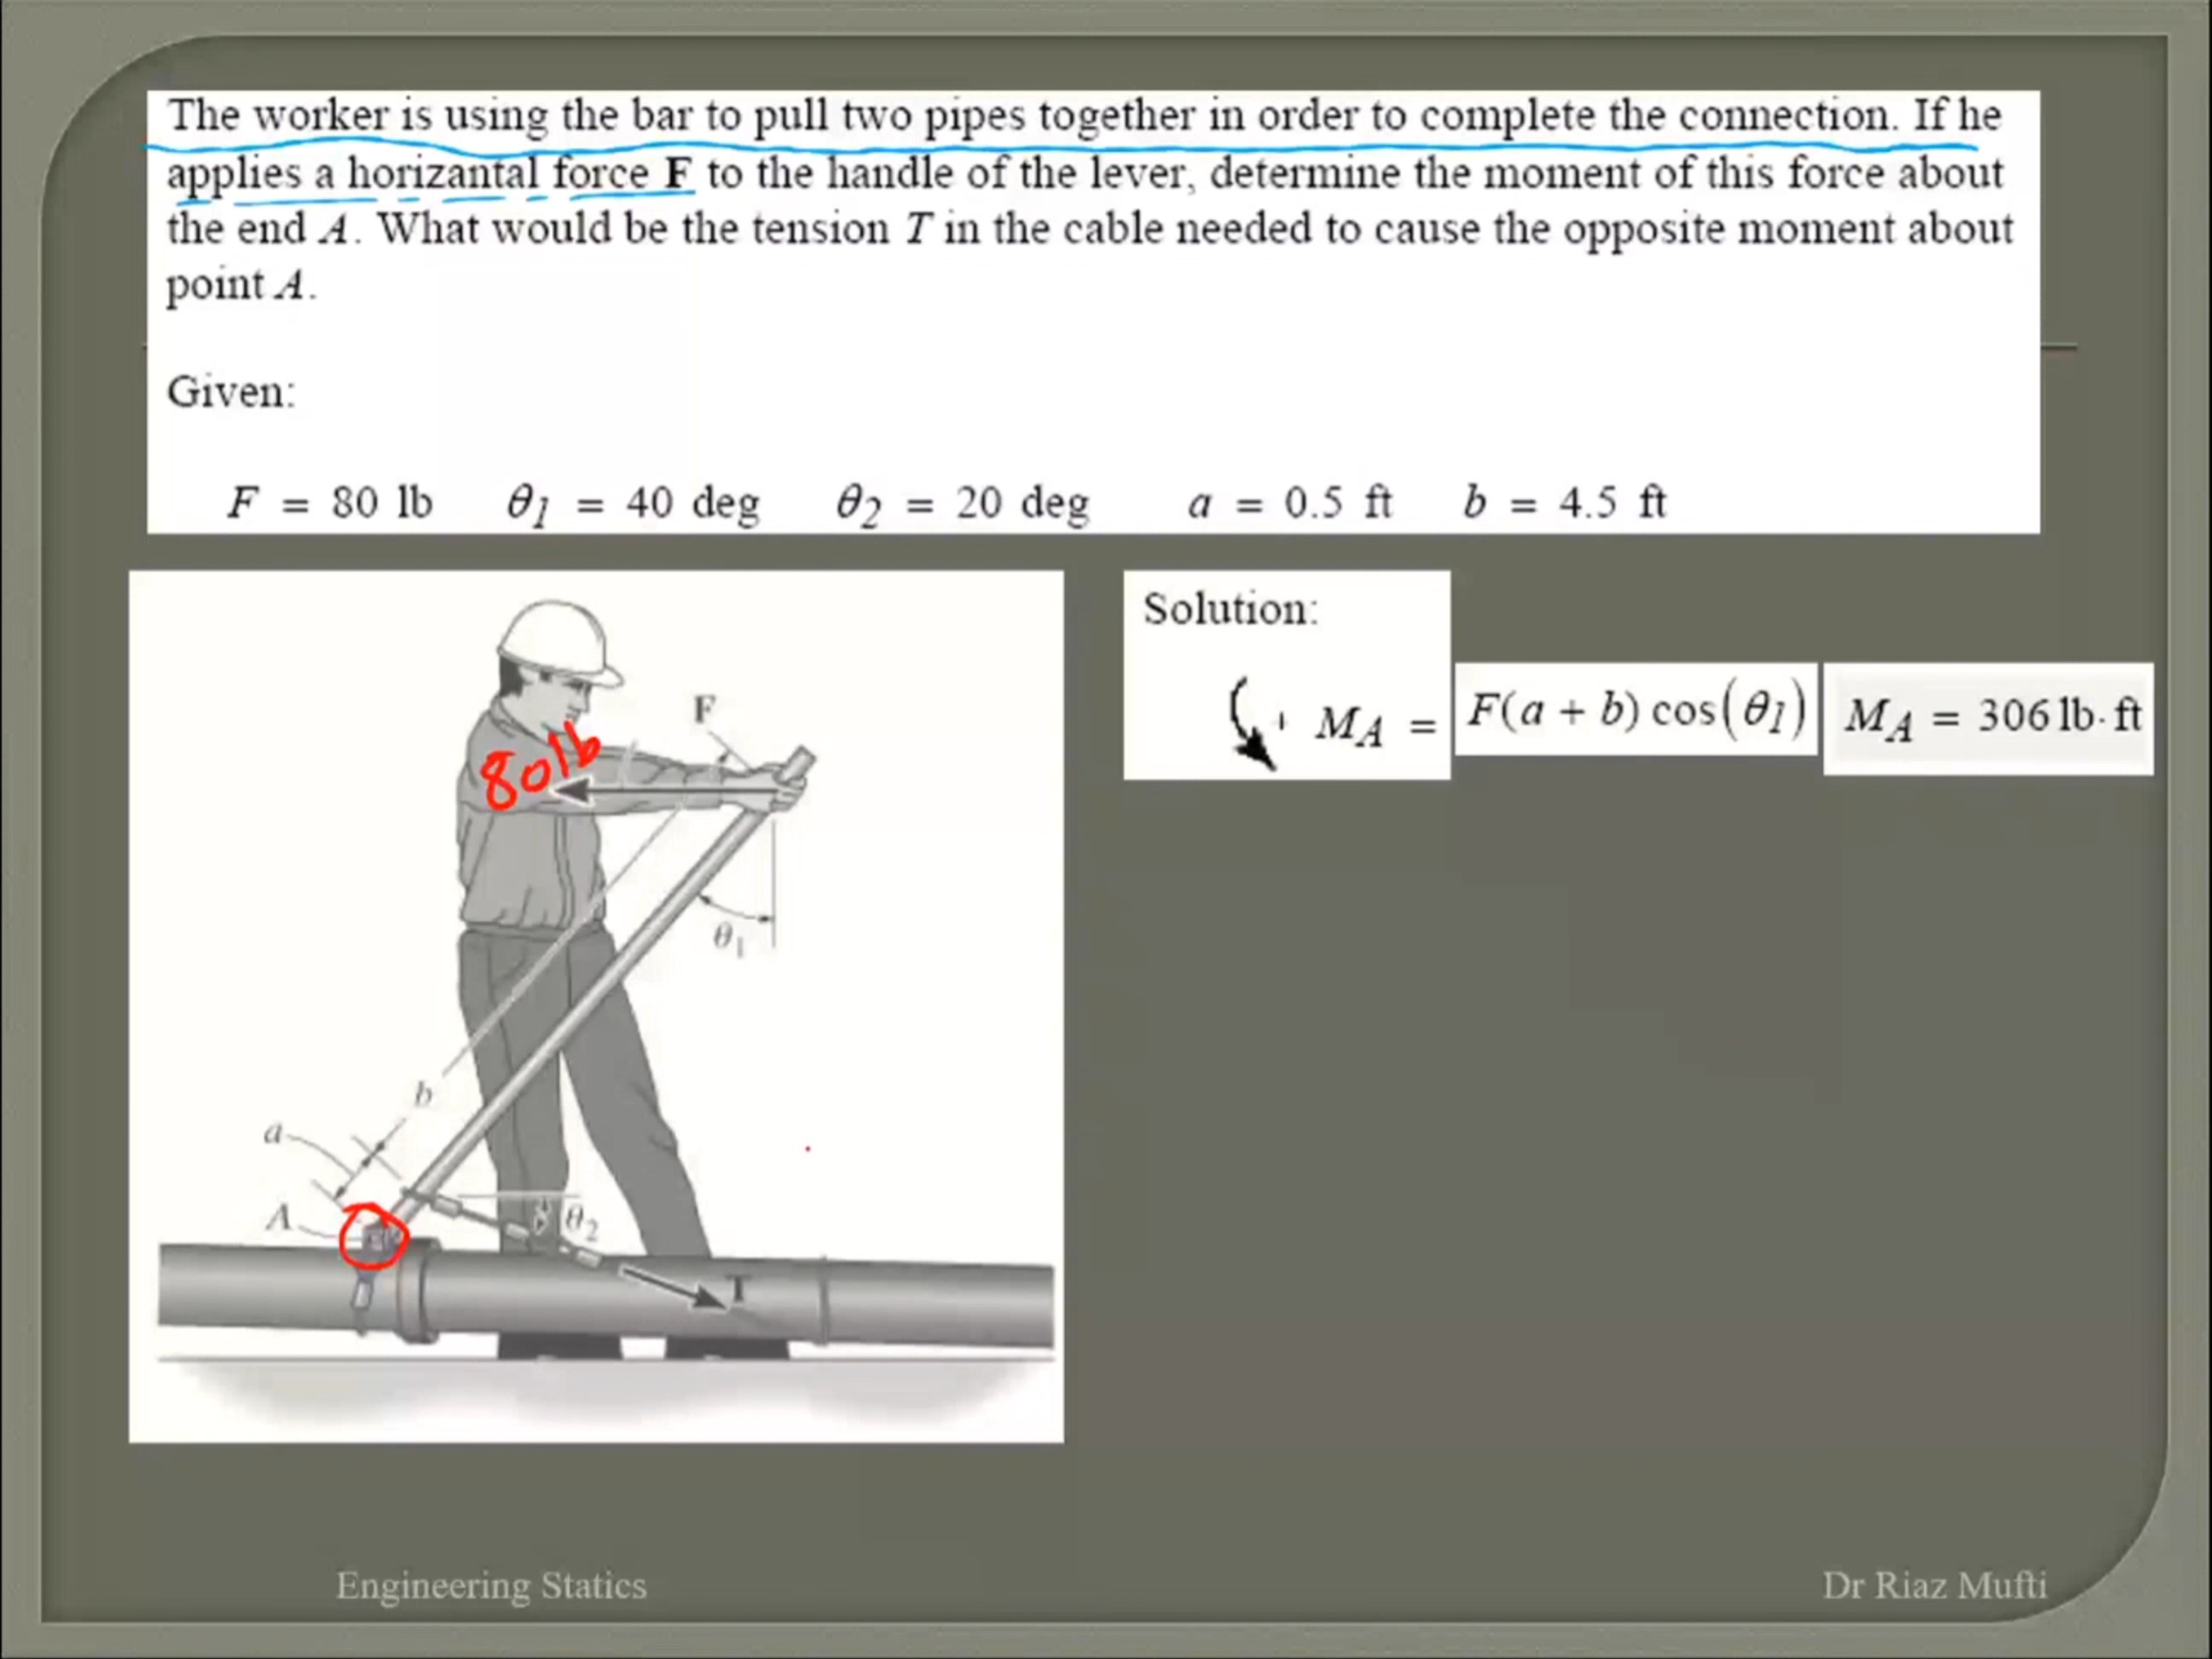 The worker is using the bar to pull two pipes together in order to complete the connection. If he
applies a horizantal force F to the handle of the lever, determine the moment of this force about
the end A. What would be the tension T in the cable needed to cause the opposite moment about
point A.
Given:
F = 80 lb θ1 = 40 deg θ2 = 20 deg a = 0.5 ft b = 4.5 ft
Solution:
+ MA = F(a + b) cos(θ1) MA = 306 lb·ft
F
80lb
θ1
b
a
A
θ2
T
Engineering Statics
Dr Riaz Mufti